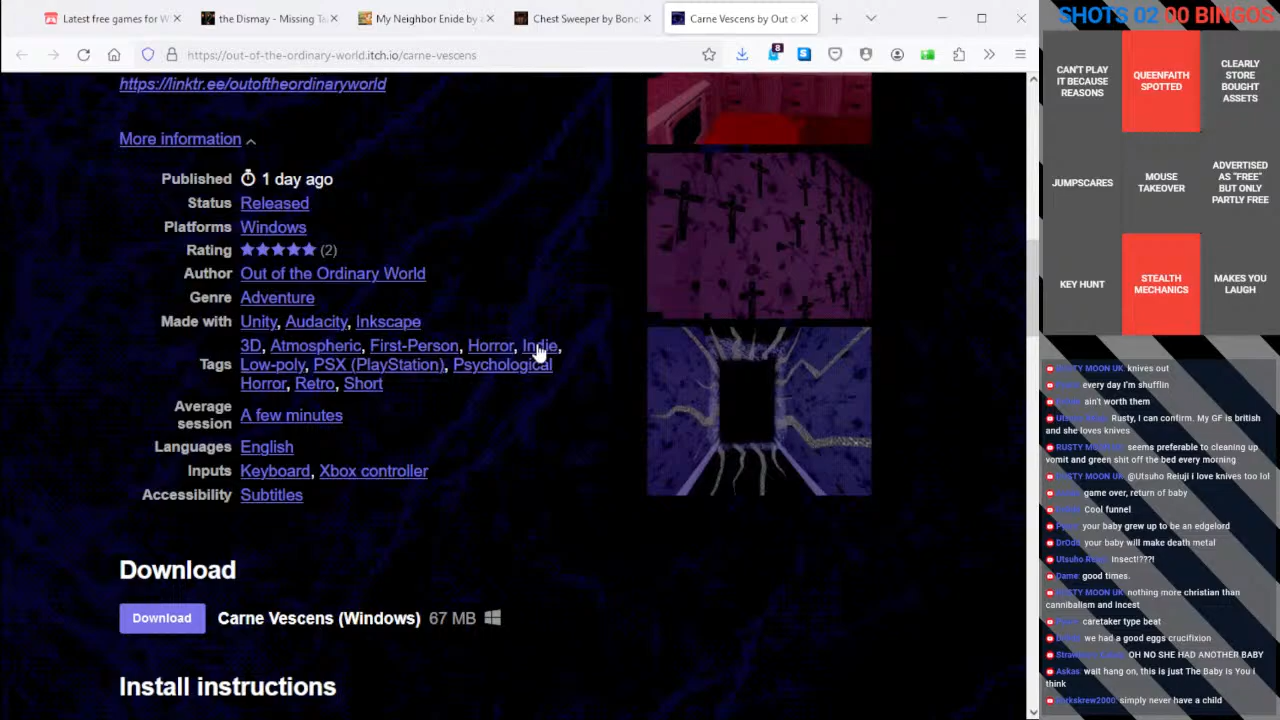 Latest free games for W
the Dismay - Missing Ta
My Neighbor Enide by a
Chest Sweeper by Bonc
Carne Vescens by Out o
https://out-of-the-ordinary-world.itch.io/carne-vescens
8
https://linktr.ee/outoftheordinaryworld
More information
Published 1 day ago
Status Released
Platforms Windows
Rating (2)
Author Out of the Ordinary World
Genre Adventure
Made with Unity, Audacity, Inkscape
Tags 3D, Atmospheric, First-Person, Horror, Indie,
Low-poly, PSX (PlayStation), Psychological
Horror, Retro, Short
Average
session A few minutes
Languages English
Inputs Keyboard, Xbox controller
Accessibility Subtitles
Download
Download Carne Vescens (Windows) 67 MB
Install instructions
SHOTS 02 00 BINGOS
CAN'T PLAY
IT BECAUSE
REASONS
QUEENFAITH
SPOTTED
CLEARLY
STORE
BOUGHT
ASSETS
JUMPSCARES
MOUSE
TAKEOVER
ADVERTISED
AS "FREE"
BUT ONLY
PARTLY FREE
KEY HUNT
STEALTH
MECHANICS
MAKES YOU
LAUGH
RUSTY MOON UK knives out
every day I'm shufflin
ain't worth them
Rusty, I can confirm. My GF is british
and she loves knives
seems preferable to cleaning up
vomit and green shit off the bed every morning
RUSTY MOON UK @Utsuho Reiuji i love knives too lol
game over, return of baby
Cool funnel
your baby grew up to be an edgelord
DrOdd your baby will make death metal
Insect!???!
Dame good times.
RUSTY MOON UK nothing more christian than
cannibalism and incest
caretaker type beat
we had a good eggs crucifixion
OH NO SHE HAD ANOTHER BABY
Askas: wait hang on, this is just The Baby Is You i
think
simply never have a child